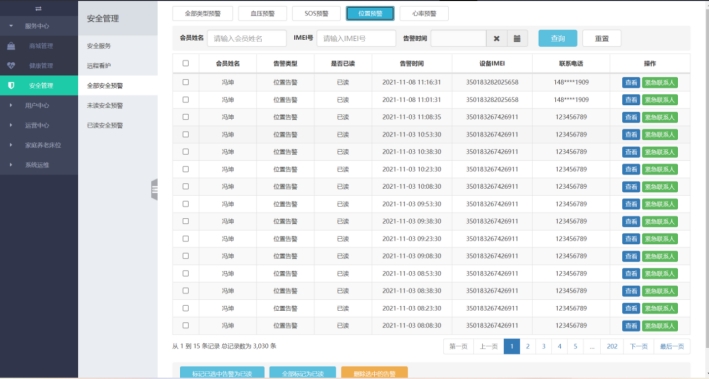 安全管理
全部类型预警 血压预警 SOS预警 位置预警 心率预警
服务中心
会员姓名 请输入会员姓名 IMEI号 请输入IMEI号 告警时间 查询 重置
商城管理 安全服务
健康管理 远程看护
会员姓名 告警类型 是否已读 告警时间 设备IMEI 联系电话 操作
安全管理 全部安全预警
冯坤 位置告警 已读 2021-11-08 11:16:31 350183282025658 148****1909 查看 紧急联系人
用户中心 未读安全预警
冯坤 位置告警 已读 2021-11-08 11:01:31 350183282025658 148****1909 查看 紧急联系人
冯坤 位置告警 已读 2021-11-03 11:08:35 350183267426911 123456789 查看 紧急联系人
运营中心 已读安全预警
冯坤 位置告警 已读 2021-11-03 10:53:30 350183267426911 123456789 查看 紧急联系人
家庭养老床位
冯坤 位置告警 已读 2021-11-03 10:38:30 350183267426911 123456789 查看 紧急联系人
系统运维
冯坤 位置告警 已读 2021-11-03 10:23:30 350183267426911 123456789 查看 紧急联系人
冯坤 位置告警 已读 2021-11-03 10:08:30 350183267426911 123456789 查看 紧急联系人
冯坤 位置告警 已读 2021-11-03 09:53:30 350183267426911 123456789 查看 紧急联系人
冯坤 位置告警 已读 2021-11-03 09:38:30 350183267426911 123456789 查看 紧急联系人
冯坤 位置告警 已读 2021-11-03 09:23:30 350183267426911 123456789 查看 紧急联系人
冯坤 位置告警 已读 2021-11-03 09:08:30 350183267426911 123456789 查看 紧急联系人
冯坤 位置告警 已读 2021-11-03 08:53:30 350183267426911 123456789 查看 紧急联系人
冯坤 位置告警 已读 2021-11-03 08:38:30 350183267426911 123456789 查看 紧急联系人
冯坤 位置告警 已读 2021-11-03 08:23:30 350183267426911 123456789 查看 紧急联系人
冯坤 位置告警 已读 2021-11-03 08:08:30 350183267426911 123456789 查看 紧急联系人
从 1 到 15 条记录 总记录数为 3,030 条 第一页 上一页 1 2 3 4 5 ... 202 下一页 最后一页
标记已选中告警为已读 全部标记为已读 删除选中的告警